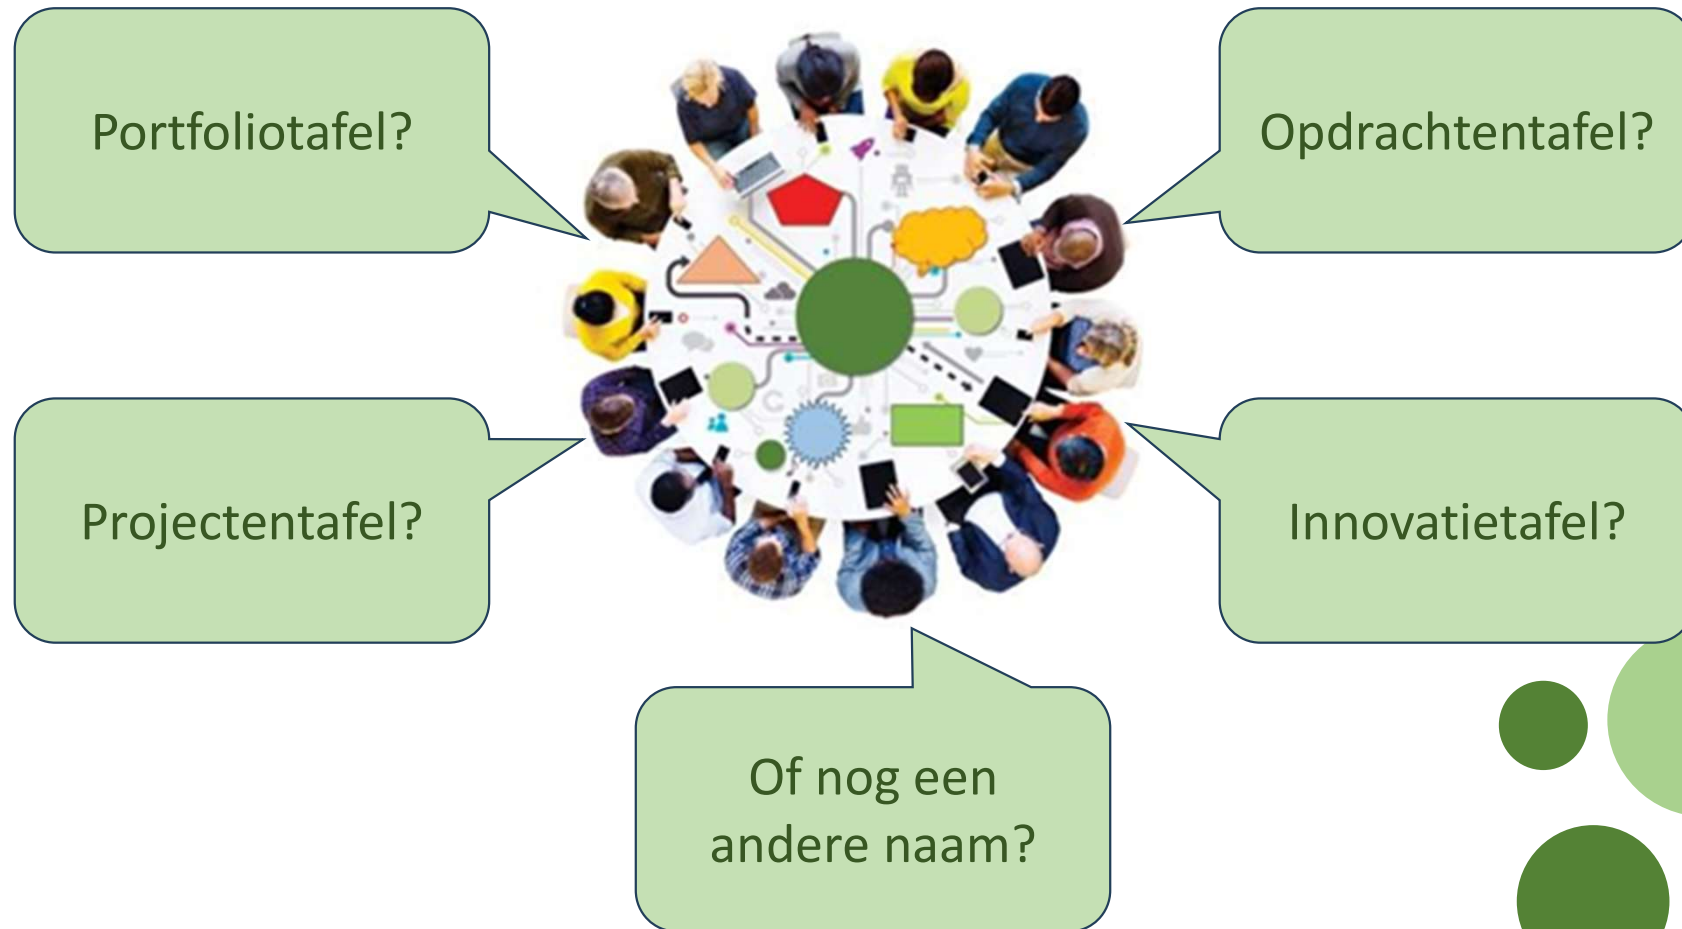 Portfoliotafel?
Opdrachtentafel?
Projectentafel?
Innovatietafel?
Of nog een
andere naam?